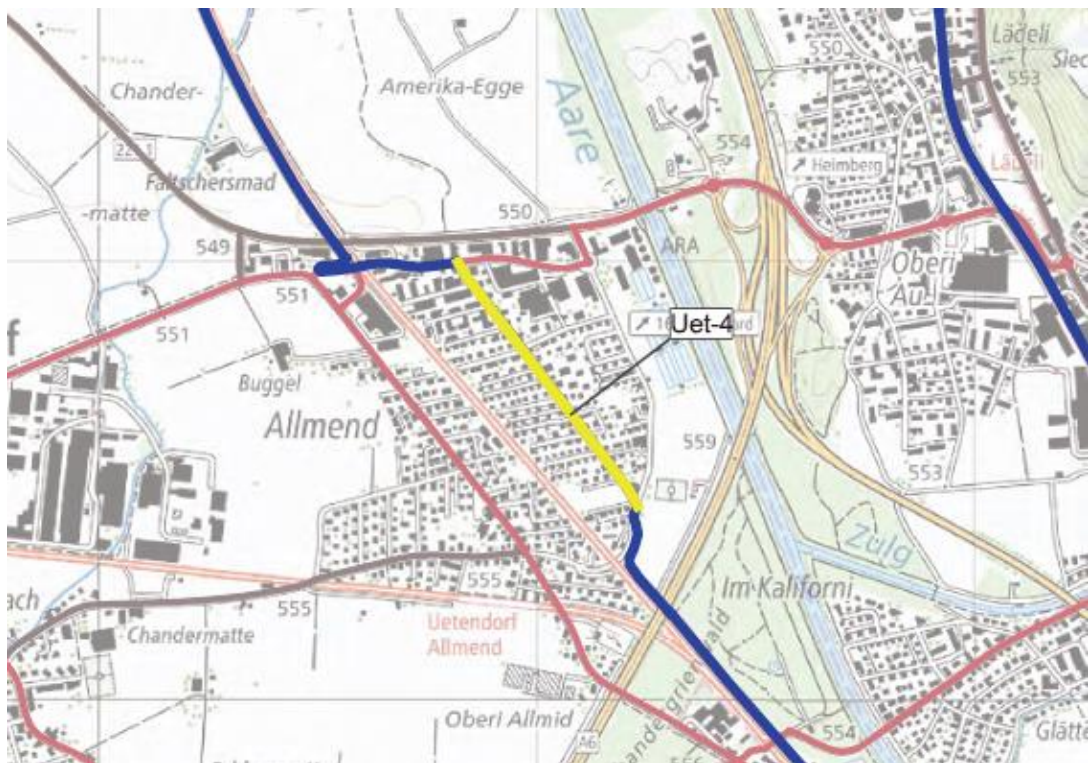 550
Lädeli
553
Chander-
Amerika-Egge
Aare
554
Heimberg
Lädeli
Faltschersmad
-matte
550
549
ARA
Oberi
Au
551
551
Uet-4
Buggel
Allmend
559
553
Zulg
555
Im Kaliforni
555
Chandermatte
Uetendorf
Allmend
Oberi Allmid
A6
554